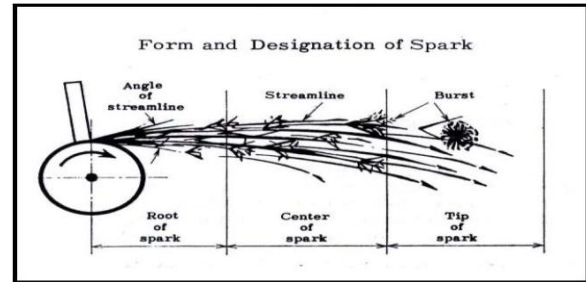 Form and Designation of Spark
Angle
of
streamline
Streamline
Burst
Root
of
spark
Center
of
spark
Tip
of
spark